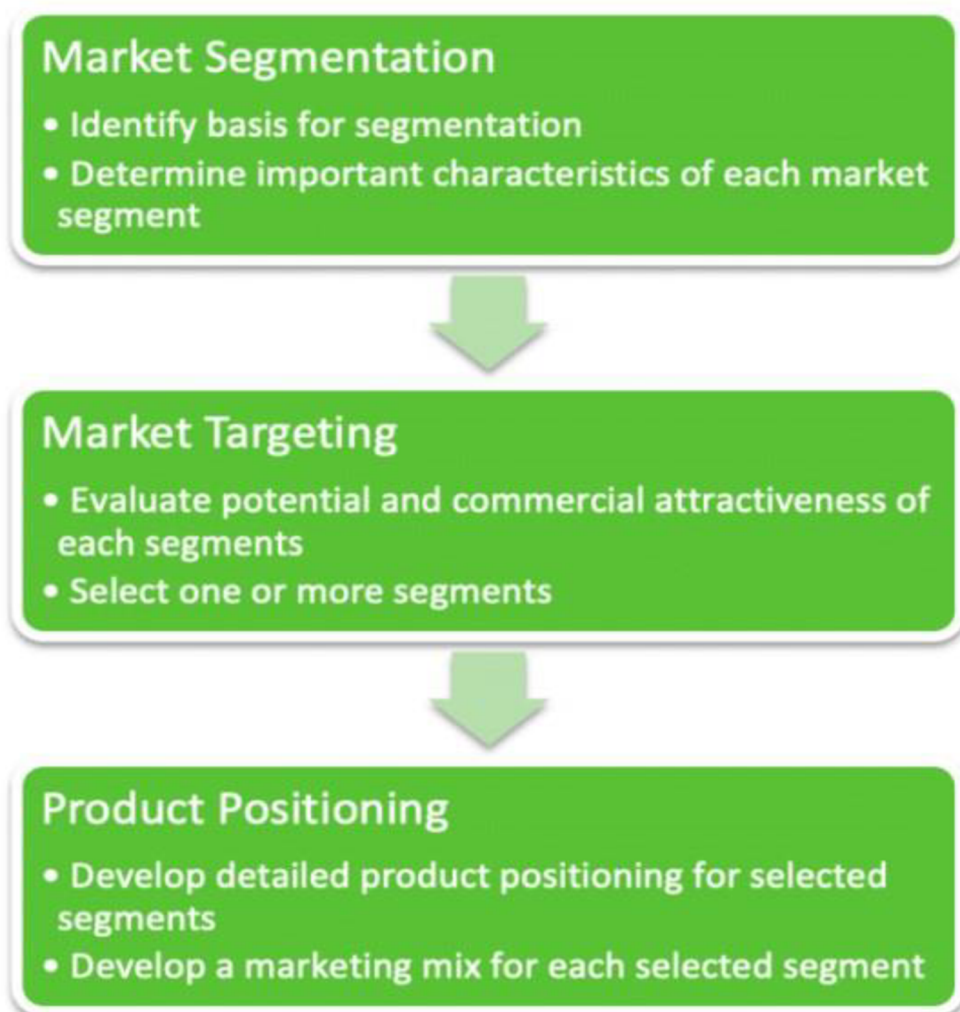 Market Segmentation
• Identify basis for segmentation
• Determine important characteristics of each market
segment
Market Targeting
• Evaluate potential and commercial attractiveness of
each segments
• Select one or more segments
Product Positioning
• Develop detailed product positioning for selected
segments
• Develop a marketing mix for each selected segment